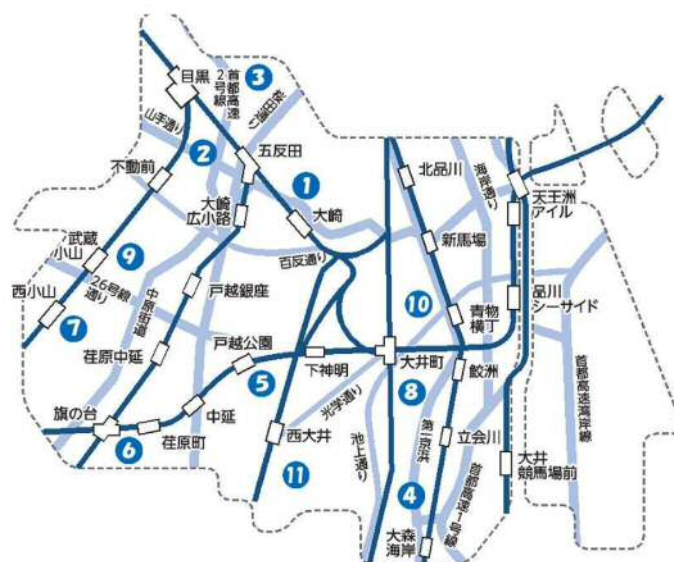 目黒
首都高速
2号線
3
桜田通り
山手通り
2
五反田
不動前
北品川
海岸通り
1
大崎
広小路
大崎
天王洲
アイル
武蔵
小山
9
百反通り
新馬場
26号線
通り
中原街道
戸越銀座
西小山
7
10
青物
横丁
品川
シーサイド
戸越公園
荏原中延
5
下神明
大井町
8
鮫洲
首都高速湾岸線
光学通り
旗の台
中延
荏原町
6
西大井
池上通り
第一京浜
立会川
11
4
首都高速1号線
大井
競馬場前
大森
海岸